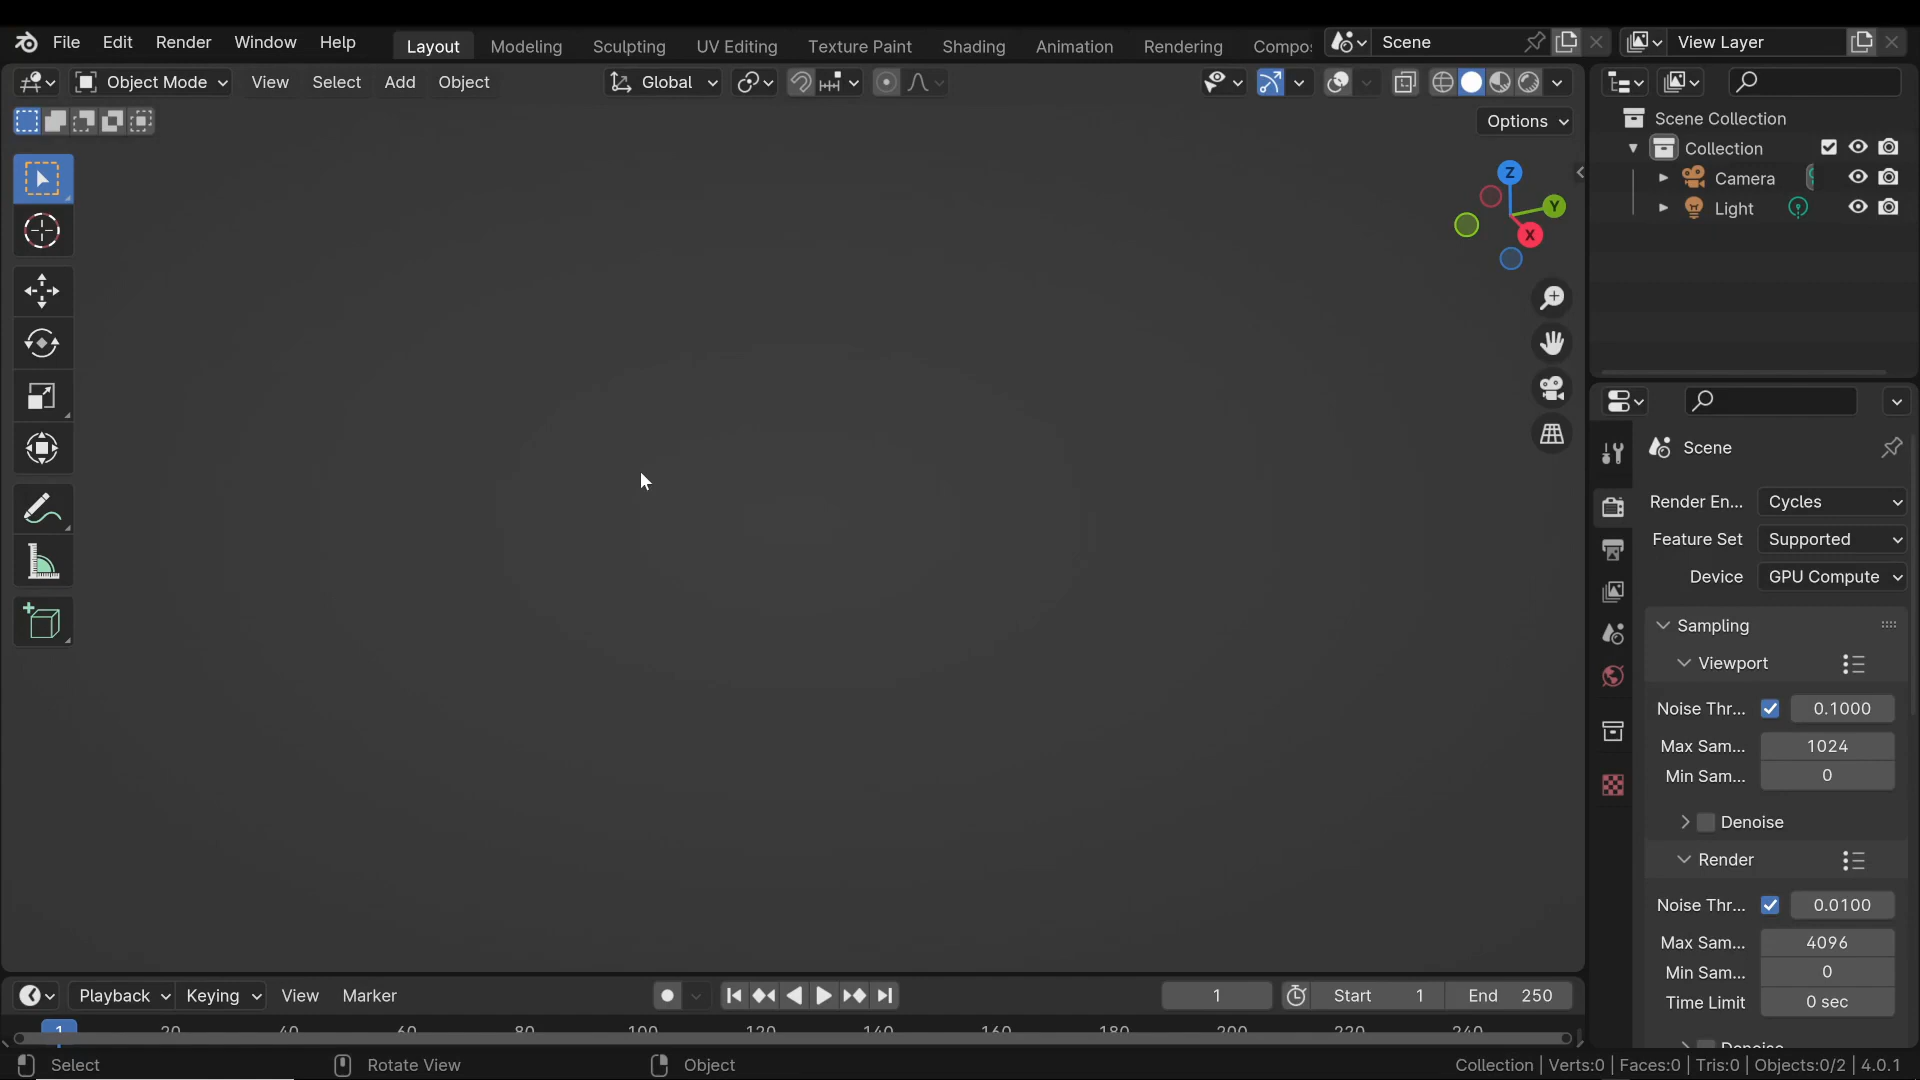 File Edit Render Window Help Layout Modeling Sculpting UV Editing Texture Paint Shading Animation Rendering Compo Scene View Layer
Object Mode View Select Add Object Global
Options
Z
Y
X
Scene Collection
Collection
Camera
Light
Scene
Render En... Cycles
Feature Set Supported
Device GPU Compute
Sampling
Viewport
Noise Thr... 0.1000
Max Sam... 1024
Min Sam... 0
Denoise
Render
Noise Thr... 0.0100
Max Sam... 4096
Min Sam... 0
Time Limit 0 sec
Denoise
Playback Keying View Marker 1 Start 1 End 250
1 20 40 60 80 100 120 140 160 180 200 220 240
Select Rotate View Object Collection | Verts:0 | Faces:0 | Tris:0 | Objects:0/2 | 4.0.1